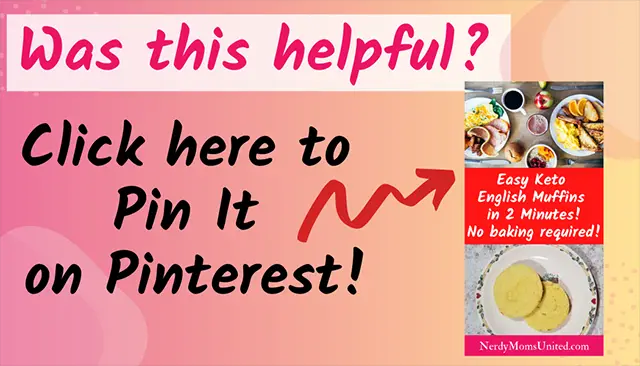 Was this helpful?
Click here to
Pin It
on Pinterest!
Easy Keto
English Muffins
in 2 Minutes!
No baking required!
NerdyMomsUnited.com